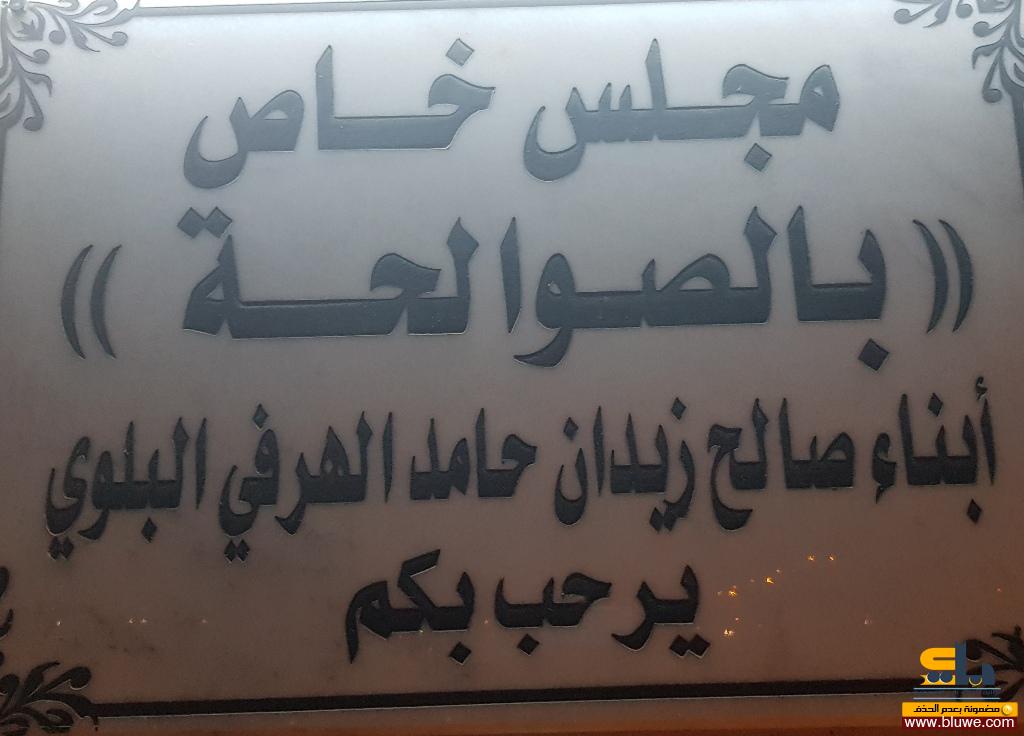 مجلس خاص
(( بالصوالحة ))
أبناء صالح زيدان حامد الهرفي البلوي
يرحب بكم
مضمونة بعدم الحذف
www.bluwe.com